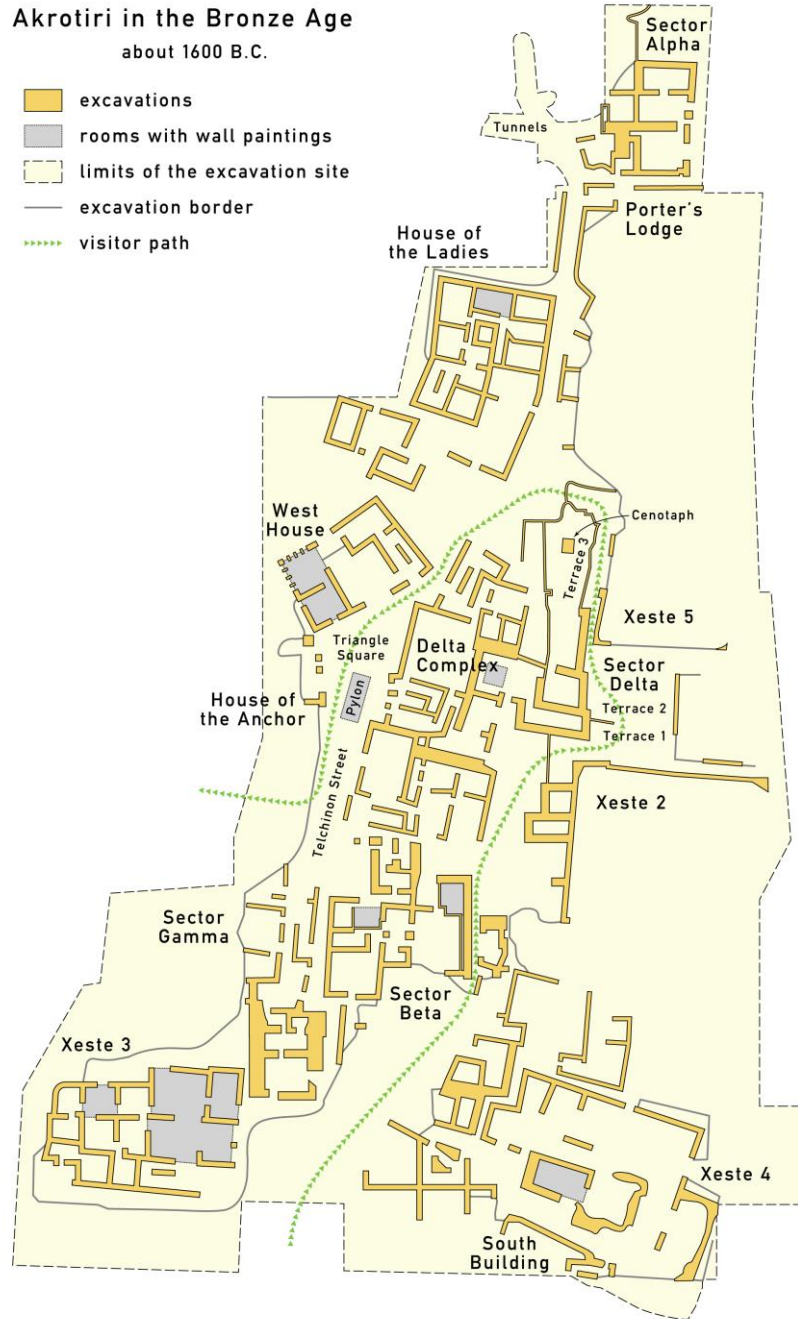 Akrotiri in the Bronze Age
about 1600 B.C.
excavations
rooms with wall paintings
limits of the excavation site
excavation border
visitor path
Sector
Alpha
Tunnels
Porter's
Lodge
House of
the Ladies
West
House
Cenotaph
Terrace 3
Xeste 5
Triangle
Square
Delta
Complex
Sector
Delta
Pylon
House of
the Anchor
Terrace 2
Terrace 1
Telchinon Street
Xeste 2
Sector
Gamma
Sector
Beta
Xeste 3
Xeste 4
South
Building